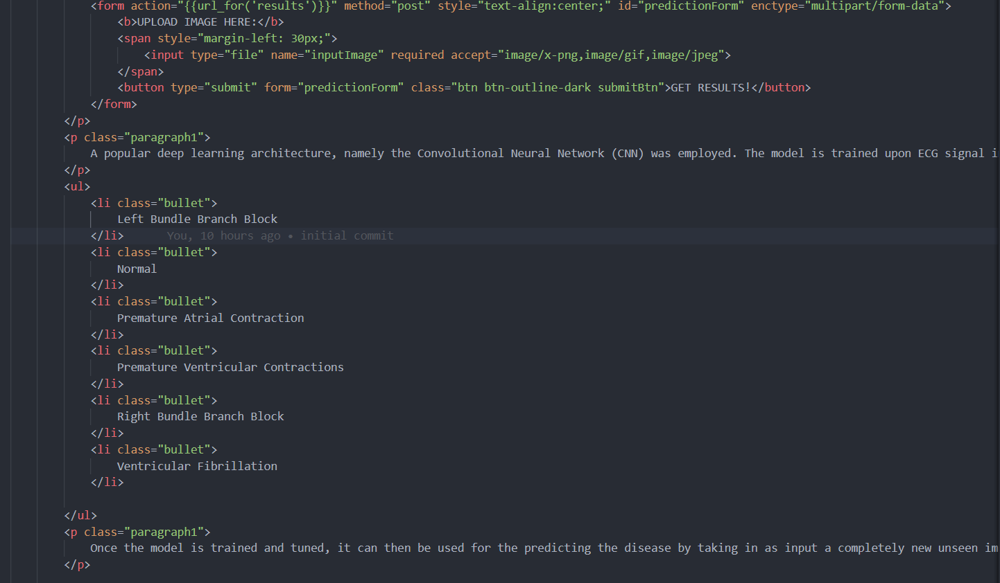 <form action="{{url_for('results')}}" method="post" style="text-align:center;" id="predictionForm" enctype="multipart/form-data">
<b>UPLOAD IMAGE HERE:</b>
<span style="margin-left: 30px;">
<input type="file" name="inputImage" required accept="image/x-png,image/gif,image/jpeg">
</span>
<button type="submit" form="predictionForm" class="btn btn-outline-dark submitBtn">GET RESULTS!</button>
</form>
</p>
<p class="paragraph1">
A popular deep learning architecture, namely the Convolutional Neural Network (CNN) was employed. The model is trained upon ECG signal i
</p>
<ul>
<li class="bullet">
Left Bundle Branch Block
</li> You, 10 hours ago • initial commit
<li class="bullet">
Normal
</li>
<li class="bullet">
Premature Atrial Contraction
</li>
<li class="bullet">
Premature Ventricular Contractions
</li>
<li class="bullet">
Right Bundle Branch Block
</li>
<li class="bullet">
Ventricular Fibrillation
</li>
</ul>
<p class="paragraph1">
Once the model is trained and tuned, it can then be used for the predicting the disease by taking in as input a completely new unseen im
</p>